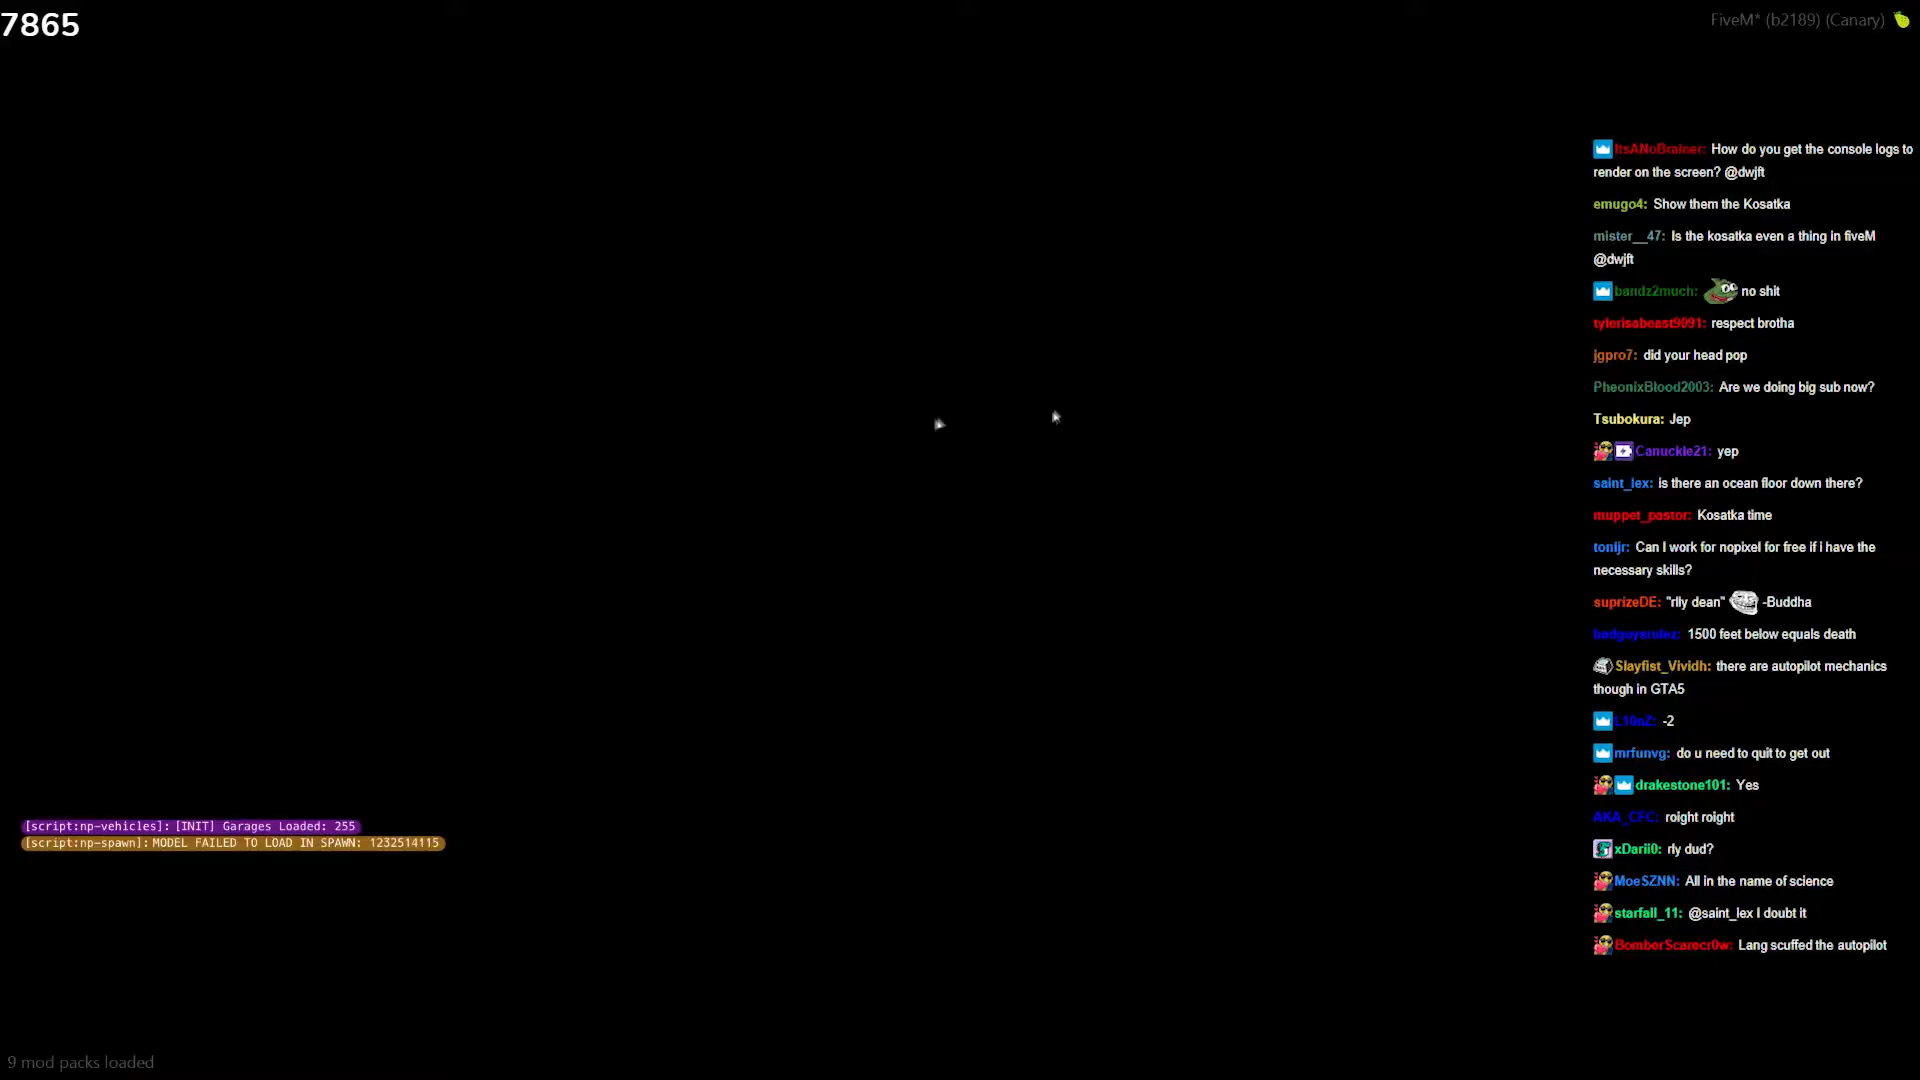 7865
FiveM* (b2189) (Canary)
ItsANoBrainer: How do you get the console logs to
render on the screen? @dwjft
emugo4: Show them the Kosatka
mister__47: Is the kosatka even a thing in fiveM
@dwjft
bandz2much: no shit
tylerisabeast9091: respect brotha
jgpro7: did your head pop
PheonixBlood2003: Are we doing big sub now?
Tsubokura: Jep
Canuckle21: yep
saint_lex: is there an ocean floor down there?
muppet_pastor: Kosatka time
tonijr: Can I work for nopixel for free if i have the
necessary skills?
suprizeDE: "rlly dean" -Buddha
badguysrulez: 1500 feet below equals death
Slayfist_Vividh: there are autopilot mechanics
though in GTA5
L10nZ: -2
mrfunvg: do u need to quit to get out
drakestone101: Yes
AKA_CFC: roight roight
xDarii0: rly dud?
MoeSZNN: All in the name of science
starfall_11: @saint_lex I doubt it
BomberScarecr0w: Lang scuffed the autopilot
[script:np-vehicles]: [INIT] Garages Loaded: 255
[script:np-spawn]: MODEL FAILED TO LOAD IN SPAWN: 1232514115
9 mod packs loaded